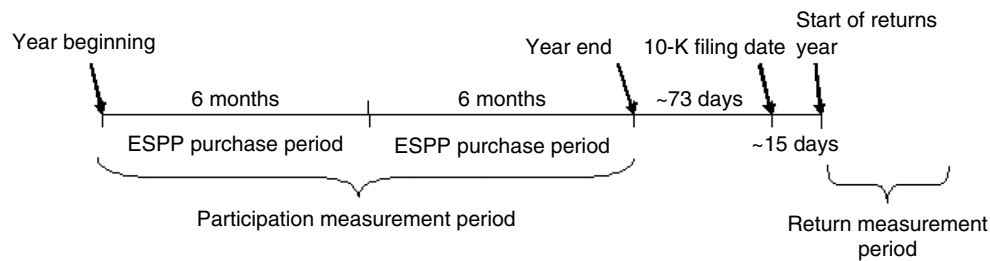 Start of returns
Year beginning
Year end
10-K filing date
year
6 months
6 months
~73 days
ESPP purchase period
ESPP purchase period
~15 days
Participation measurement period
Return measurement
period